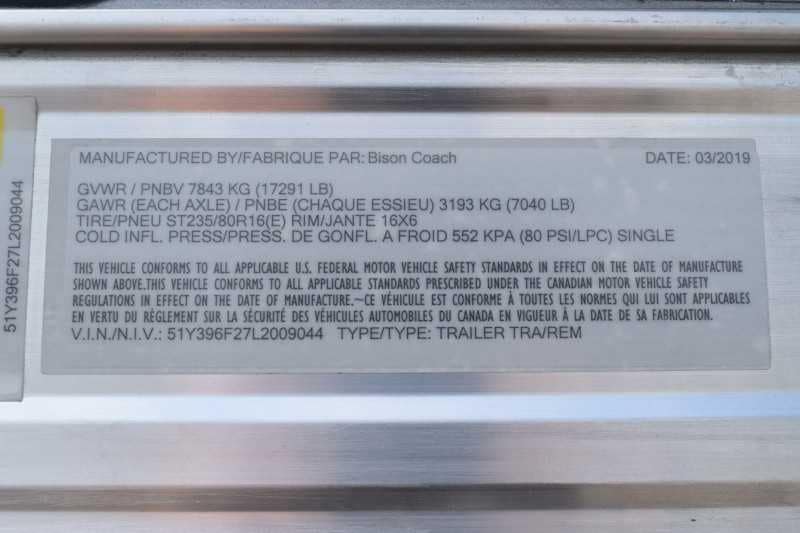 MANUFACTURED BY/FABRIQUE PAR: Bison Coach DATE: 03/2019
GVWR / PNBV 7843 KG (17291 LB)
GAWR (EACH AXLE) / PNBE (CHAQUE ESSIEU) 3193 KG (7040 LB)
TIRE/PNEU ST235/80R16(E) RIM/JANTE 16X6
COLD INFL. PRESS/PRESS. DE GONFL. A FROID 552 KPA (80 PSI/LPC) SINGLE
THIS VEHICLE CONFORMS TO ALL APPLICABLE U.S. FEDERAL MOTOR VEHICLE SAFETY STANDARDS IN EFFECT ON THE DATE OF MANUFACTURE
SHOWN ABOVE.THIS VEHICLE CONFORMS TO ALL APPLICABLE STANDARDS PRESCRIBED UNDER THE CANADIAN MOTOR VEHICLE SAFETY
REGULATIONS IN EFFECT ON THE DATE OF MANUFACTURE.~CE VÉHICULE EST CONFORME À TOUTES LES NORMES QUI LUI SONT APPLICABLES
EN VERTU DU RÈGLEMENT SUR LA SÉCURITÉ DES VÉHICULES AUTOMOBILES DU CANADA EN VIGUEUR À LA DATE DE SA FABRICATION.
V.I.N./N.I.V.: 51Y396F27L2009044 TYPE/TYPE: TRAILER TRA/REM
51Y396F27L2009044